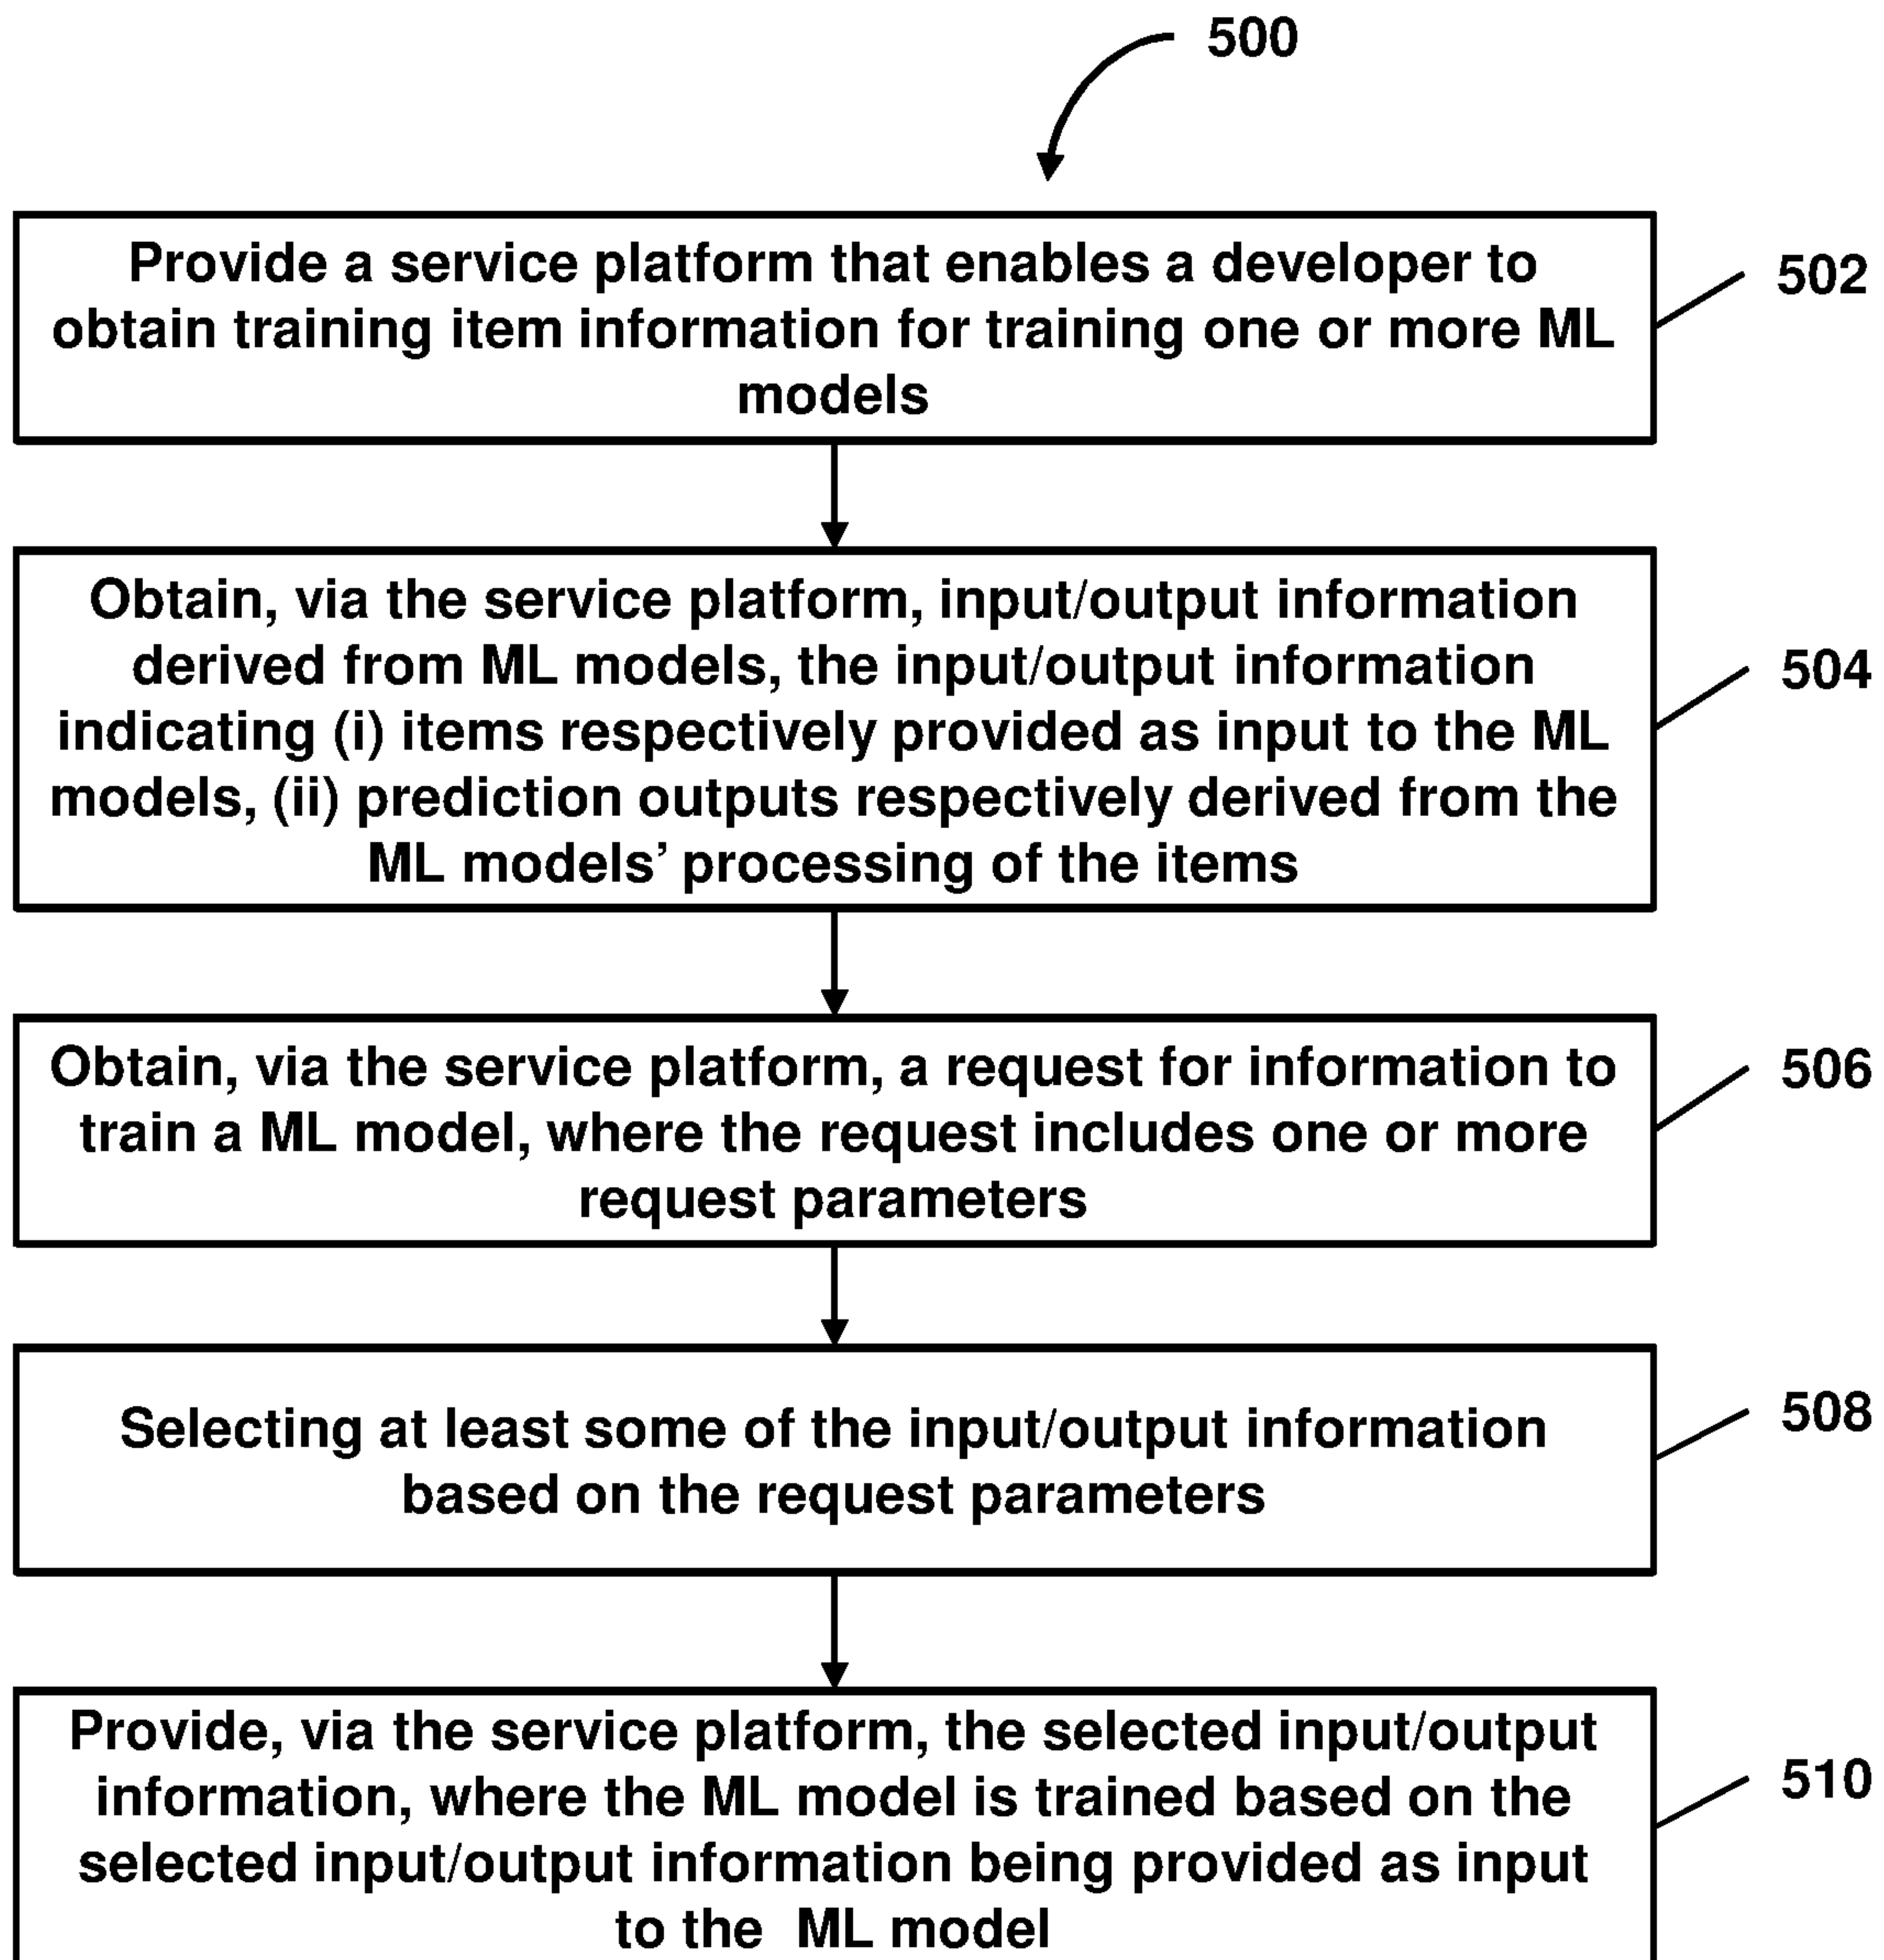 500
Provide a service platform that enables a developer to
obtain training item information for training one or more ML
models
502
Obtain, via the service platform, input/output information
derived from ML models, the input/output information
indicating (i) items respectively provided as input to the ML
models, (ii) prediction outputs respectively derived from the
ML models’ processing of the items
504
Obtain, via the service platform, a request for information to
train a ML model, where the request includes one or more
request parameters
506
Selecting at least some of the input/output information
based on the request parameters
508
Provide, via the service platform, the selected input/output
information, where the ML model is trained based on the
selected input/output information being provided as input
to the  ML model
510